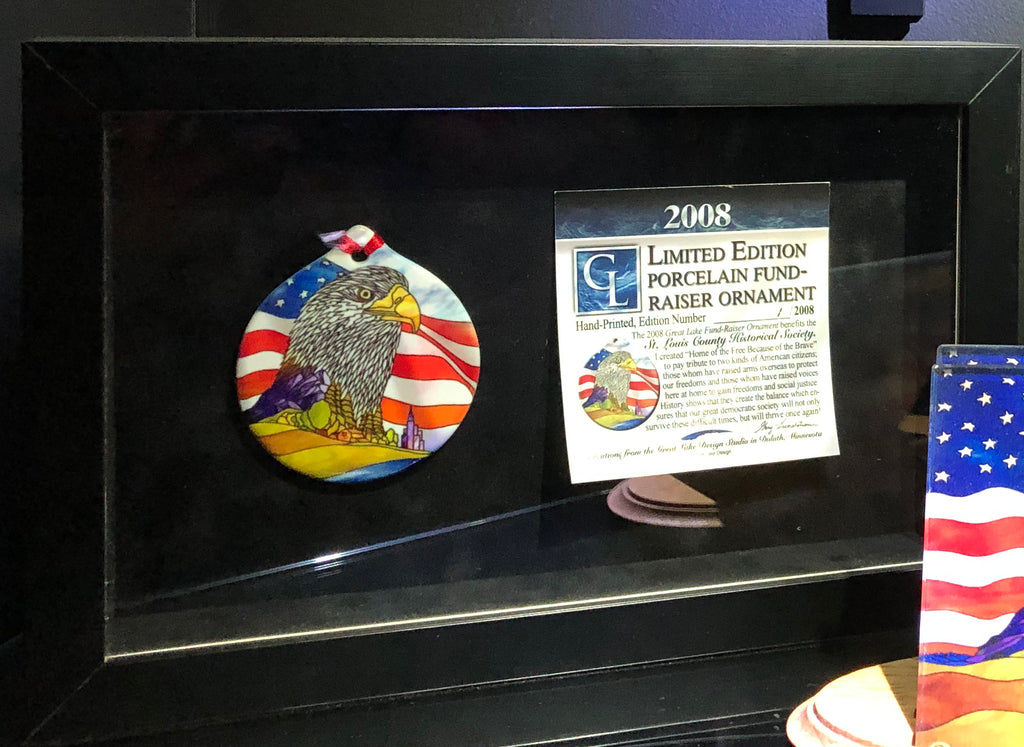 2008
CL
LIMITED EDITION
PORCELAIN FUND-
RAISER ORNAMENT
Hand-Printed, Edition Number 1 2008
The 2008 Great Lake Fund-Raiser Ornament benefits the
St. Louis County Historical Society.
I created "Home of the Free Because of the Brave"
to pay tribute to two kinds of American citizens;
those whom have raised arms overseas to protect
our freedoms and those whom have raised voices
here at home to gain freedoms and social justice
History shows that they create the balance which en-
sures that our great democratic society will not only
survive these difficult times, but will thrive once again!
from the Great Lake Design Studio in Duluth, Minnesota